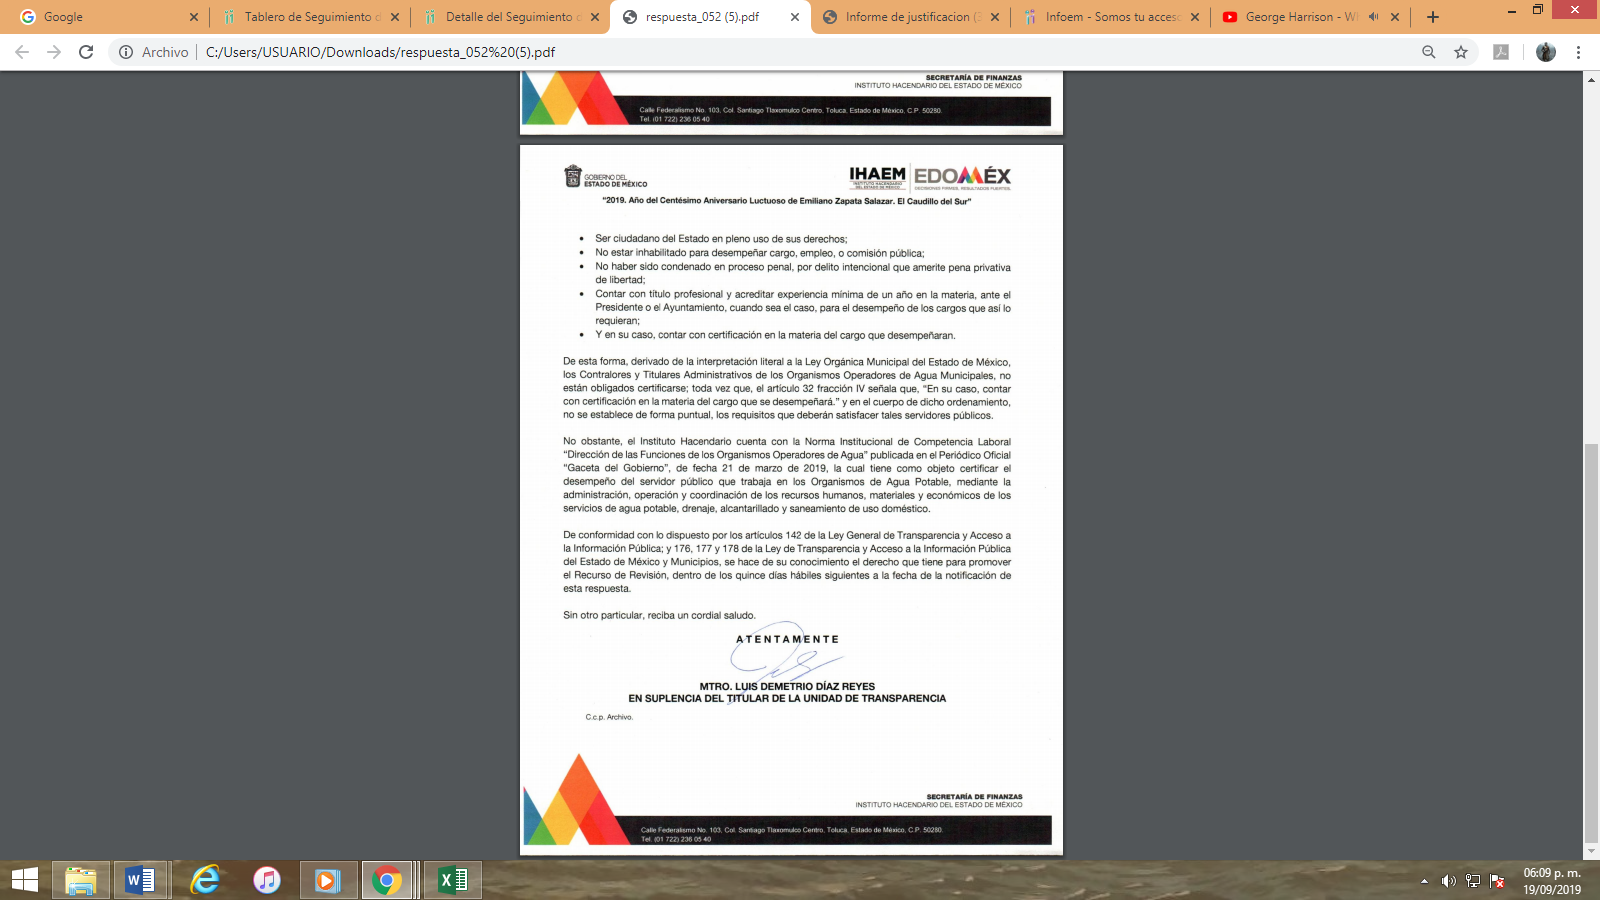 Google
Tablero de Seguimiento d
Detalle del Seguimiento d
respuesta_052 (5).pdf
Informe de justificacion (3
Infoem - Somos tu acceso
George Harrison - W
Archivo
C:/Users/USUARIO/Downloads/respuesta_052%20(5).pdf
SECRETARÍA DE FINANZAS
INSTITUTO HACENDARIO DEL ESTADO DE MÉXICO
Calle Federalismo No. 103, Col. Santiago Tlaxomulco Centro, Toluca, Estado de México, C.P. 50280.
Tel. (01 722) 236 05 40
GOBIERNO DEL
ESTADO DE MÉXICO
IHAEM
INSTITUTO HACENDARIO
DEL ESTADO DE MÉXICO
EDOMÉX
DECISIONES FIRMES, RESULTADOS FUERTES.
“2019. Año del Centésimo Aniversario Luctuoso de Emiliano Zapata Salazar. El Caudillo del Sur”
• Ser ciudadano del Estado en pleno uso de sus derechos;
• No estar inhabilitado para desempeñar cargo, empleo, o comisión pública;
• No haber sido condenado en proceso penal, por delito intencional que amerite pena privativa
de libertad;
• Contar con título profesional y acreditar experiencia mínima de un año en la materia, ante el
Presidente o el Ayuntamiento, cuando sea el caso, para el desempeño de los cargos que así lo
requieran;
• Y en su caso, contar con certificación en la materia del cargo que desempeñaran.
De esta forma, derivado de la interpretación literal a la Ley Orgánica Municipal del Estado de México,
los Contralores y Titulares Administrativos de los Organismos Operadores de Agua Municipales, no
están obligados certificarse; toda vez que, el artículo 32 fracción IV señala que, “En su caso, contar
con certificación en la materia del cargo que se desempeñará.” y en el cuerpo de dicho ordenamiento,
no se establece de forma puntual, los requisitos que deberán satisfacer tales servidores públicos.
No obstante, el Instituto Hacendario cuenta con la Norma Institucional de Competencia Laboral
“Dirección de las Funciones de los Organismos Operadores de Agua” publicada en el Periódico Oficial
“Gaceta del Gobierno”, de fecha 21 de marzo de 2019, la cual tiene como objeto certificar el
desempeño del servidor público que trabaja en los Organismos de Agua Potable, mediante la
administración, operación y coordinación de los recursos humanos, materiales y económicos de los
servicios de agua potable, drenaje, alcantarillado y saneamiento de uso doméstico.
De conformidad con lo dispuesto por los artículos 142 de la Ley General de Transparencia y Acceso a
la Información Pública; y 176, 177 y 178 de la Ley de Transparencia y Acceso a la Información Pública
del Estado de México y Municipios, se hace de su conocimiento el derecho que tiene para promover
el Recurso de Revisión, dentro de los quince días hábiles siguientes a la fecha de la notificación de
esta respuesta.
Sin otro particular, reciba un cordial saludo.
A T E N T A M E N T E
MTRO. LUIS DEMETRIO DÍAZ REYES
EN SUPLENCIA DEL TITULAR DE LA UNIDAD DE TRANSPARENCIA
C.c.p. Archivo.
SECRETARÍA DE FINANZAS
INSTITUTO HACENDARIO DEL ESTADO DE MÉXICO
Calle Federalismo No. 103, Col. Santiago Tlaxomulco Centro, Toluca, Estado de México, C.P. 50280.
Tel. (01 722) 236 05 40
06:09 p. m.
19/09/2019